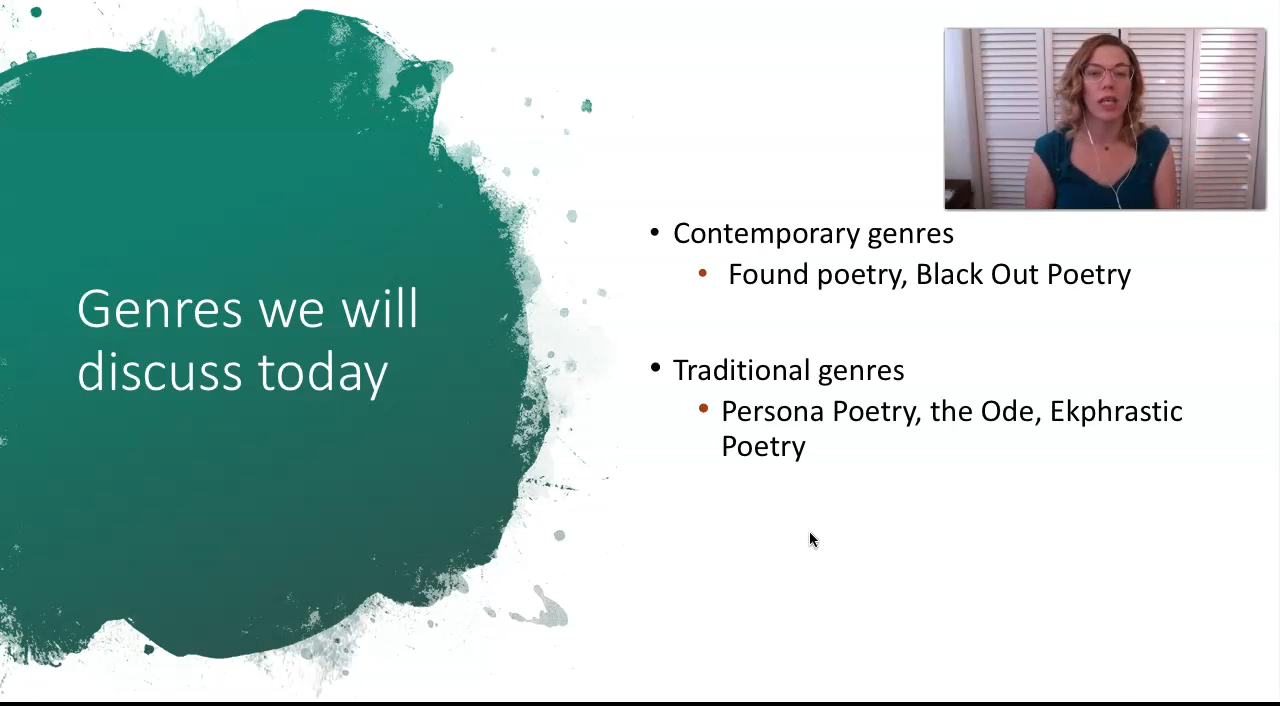 Genres we will
discuss today
• Contemporary genres
• Found poetry, Black Out Poetry
• Traditional genres
• Persona Poetry, the Ode, Ekphrastic
Poetry